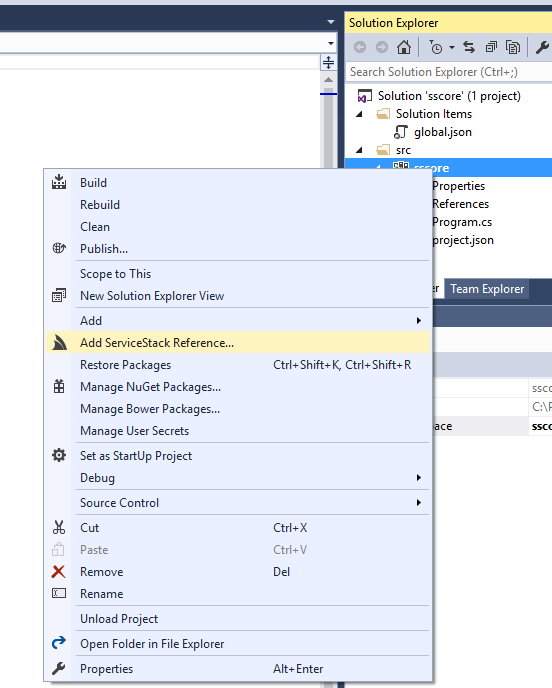 Solution Explorer
Search Solution Explorer (Ctrl+;)
Solution 'sscore' (1 project)
Solution Items
global.json
src
sscore
Properties
References
Program.cs
project.json
Team Explorer
Build
Rebuild
Clean
Publish...
Scope to This
New Solution Explorer View
Add
Add ServiceStack Reference...
Restore Packages Ctrl+Shift+K, Ctrl+Shift+R
Manage NuGet Packages...
Manage Bower Packages...
Manage User Secrets
Set as StartUp Project
Debug
Source Control
Cut Ctrl+X
Paste Ctrl+V
Remove Del
Rename
Unload Project
Open Folder in File Explorer
Properties Alt+Enter